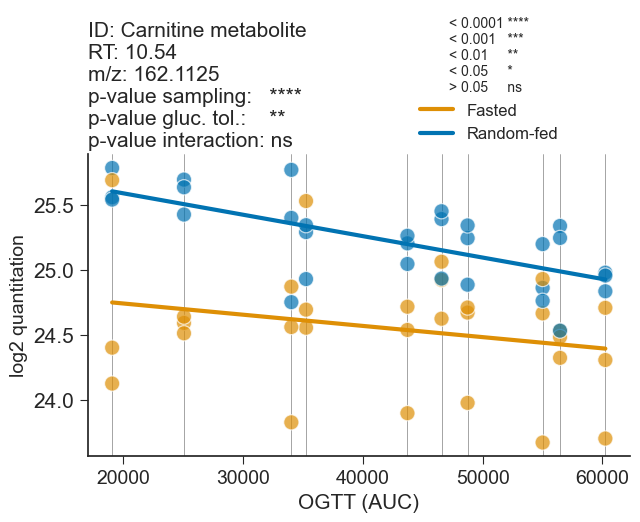 ID: Carnitine metabolite
RT: 10.54
m/z: 162.1125
p-value sampling: ****
p-value gluc. tol.: **
p-value interaction: ns
< 0.0001 ****
< 0.001 ***
< 0.01 **
< 0.05 *
> 0.05 ns
Fasted
Random-fed
log2 quantitation
25.5
25.0
24.5
24.0
20000 30000 40000 50000 60000
OGTT (AUC)